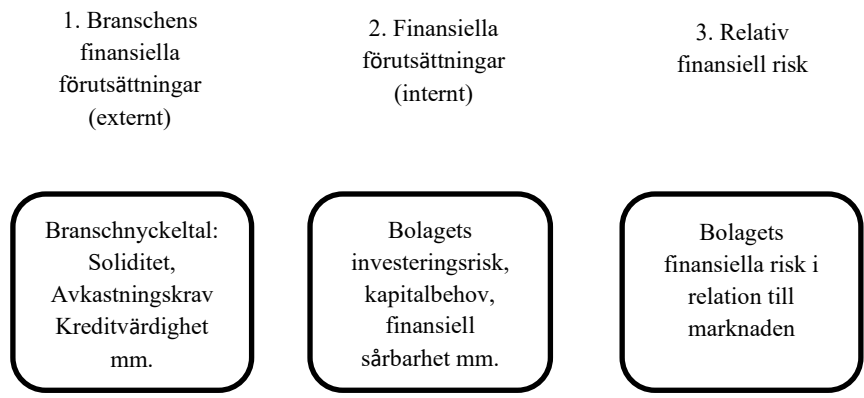 1. Branschens
finansiella
förutsättningar
(externt)
2. Finansiella
förutsättningar
(internt)
3. Relativ
finansiell risk
Branschnyckeltal:
Soliditet,
Avkastningskrav
Kreditvärdighet
mm.
Bolagets
investeringsrisk,
kapitalbehov,
finansiell
sårbarhet mm.
Bolagets
finansiella risk i
relation till
marknaden